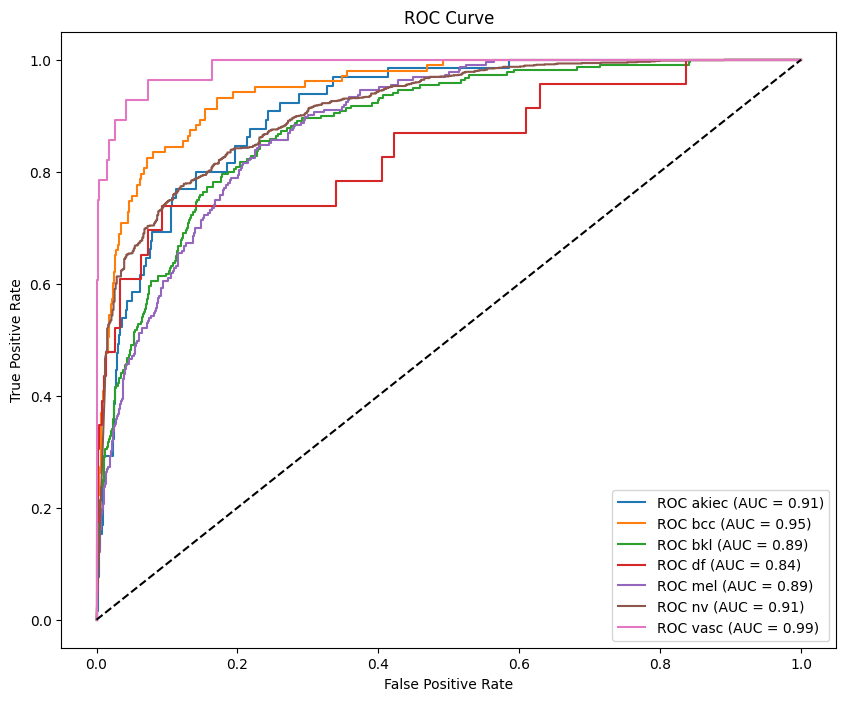 ROC Curve
1.0
0.8
0.6
0.4
0.2
0.0
True Positive Rate
0.0 0.2 0.4 0.6 0.8 1.0
False Positive Rate
ROC akiec (AUC = 0.91)
ROC bcc (AUC = 0.95)
ROC bkl (AUC = 0.89)
ROC df (AUC = 0.84)
ROC mel (AUC = 0.89)
ROC nv (AUC = 0.91)
ROC vasc (AUC = 0.99)